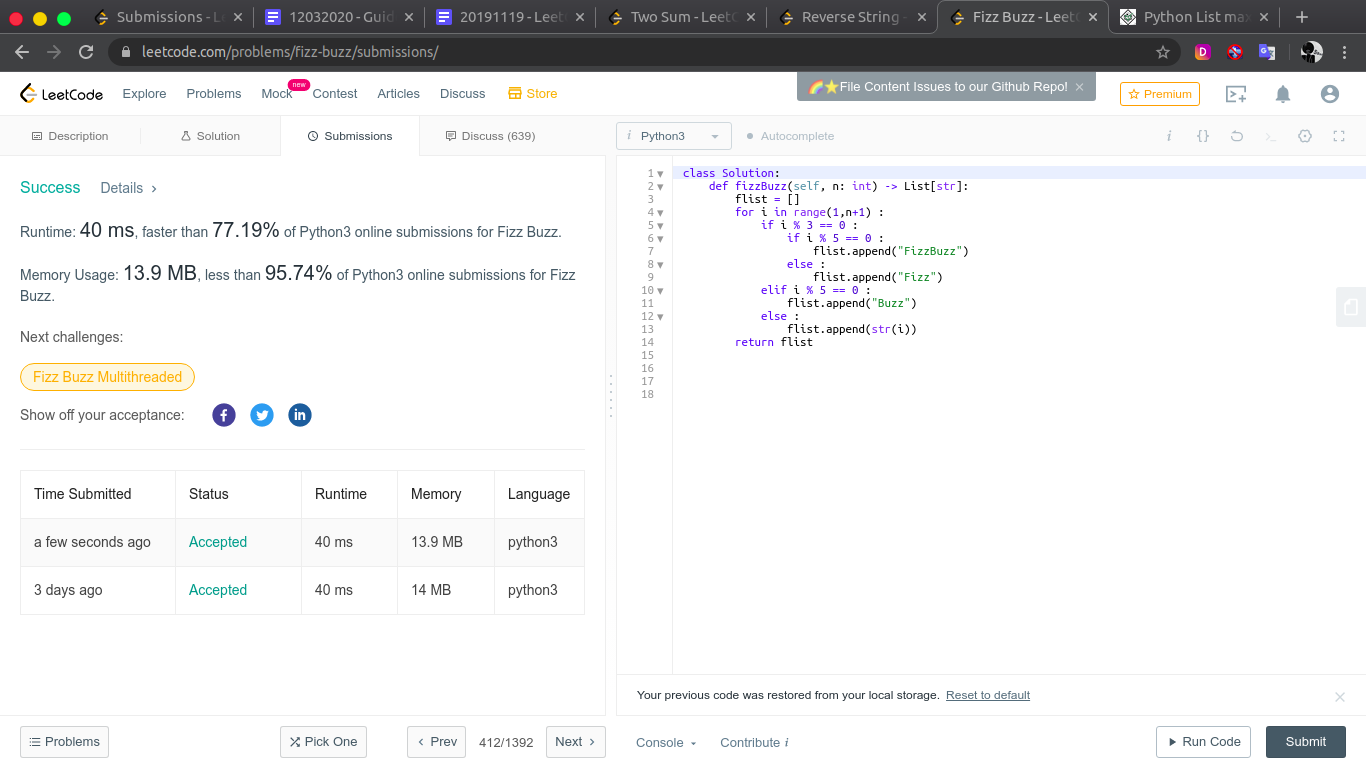 Submissions - L
12032020 - Guid
20191119 - Leet
Two Sum - LeetC
Reverse String -
Fizz Buzz - LeetC
Python List max
leetcode.com/problems/fizz-buzz/submissions/
LeetCode
Explore
Problems
Mock
new
Contest
Articles
Discuss
Store
🌈⭐File Content Issues to our Github Repo! ×
Premium
Description
Solution
Submissions
Discuss (639)
i Python3
Autocomplete
i
{}
Success
Details ›
Runtime: 40 ms, faster than 77.19% of Python3 online submissions for Fizz Buzz.
Memory Usage: 13.9 MB, less than 95.74% of Python3 online submissions for Fizz
Buzz.
Next challenges:
Fizz Buzz Multithreaded
Show off your acceptance:
Time Submitted Status Runtime Memory Language
a few seconds ago Accepted 40 ms 13.9 MB python3
3 days ago Accepted 40 ms 14 MB python3
1 class Solution:
2 def fizzBuzz(self, n: int) -> List[str]:
3 flist = []
4 for i in range(1,n+1) :
5 if i % 3 == 0 :
6 if i % 5 == 0 :
7 flist.append("FizzBuzz")
8 else :
9 flist.append("Fizz")
10 elif i % 5 == 0 :
11 flist.append("Buzz")
12 else :
13 flist.append(str(i))
14 return flist
15
16
17
18
Your previous code was restored from your local storage. Reset to default
Problems
Pick One
‹ Prev
412/1392
Next ›
Console
Contribute i
Run Code
Submit